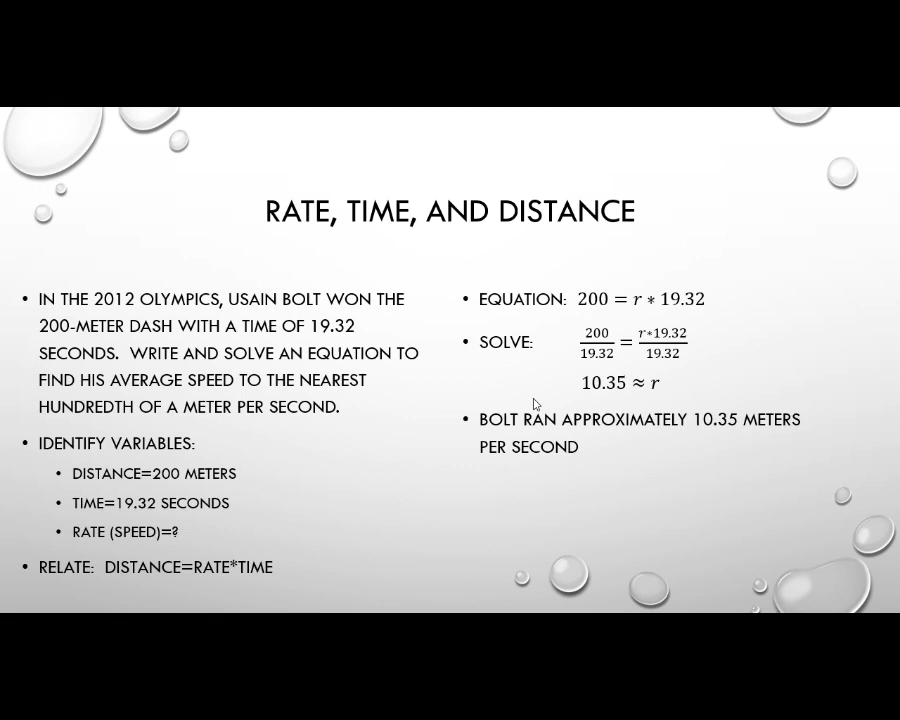 RATE, TIME, AND DISTANCE
• IN THE 2012 OLYMPICS, USAIN BOLT WON THE
200-METER DASH WITH A TIME OF 19.32
SECONDS. WRITE AND SOLVE AN EQUATION TO
FIND HIS AVERAGE SPEED TO THE NEAREST
HUNDREDTH OF A METER PER SECOND.
• IDENTIFY VARIABLES:
• DISTANCE=200 METERS
• TIME=19.32 SECONDS
• RATE (SPEED)=?
• RELATE: DISTANCE=RATE*TIME
• EQUATION: 200 = r * 19.32
• SOLVE: 200/19.32 = r*19.32/19.32
10.35 ≈ r
• BOLT RAN APPROXIMATELY 10.35 METERS
PER SECOND